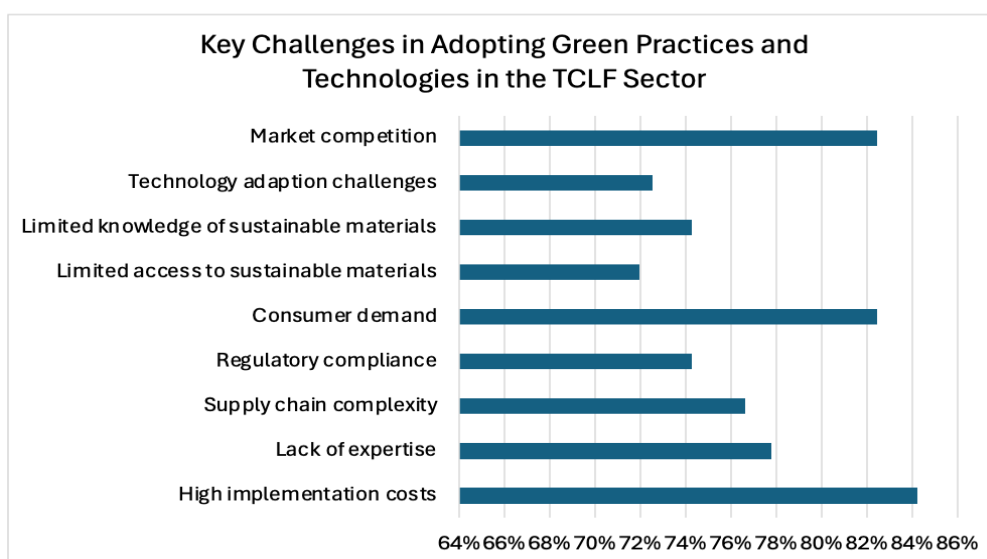 Key Challenges in Adopting Green Practices and
Technologies in the TCLF Sector
Market competition
Technology adaption challenges
Limited knowledge of sustainable materials
Limited access to sustainable materials
Consumer demand
Regulatory compliance
Supply chain complexity
Lack of expertise
High implementation costs
64% 66% 68% 70% 72% 74% 76% 78% 80% 82% 84% 86%